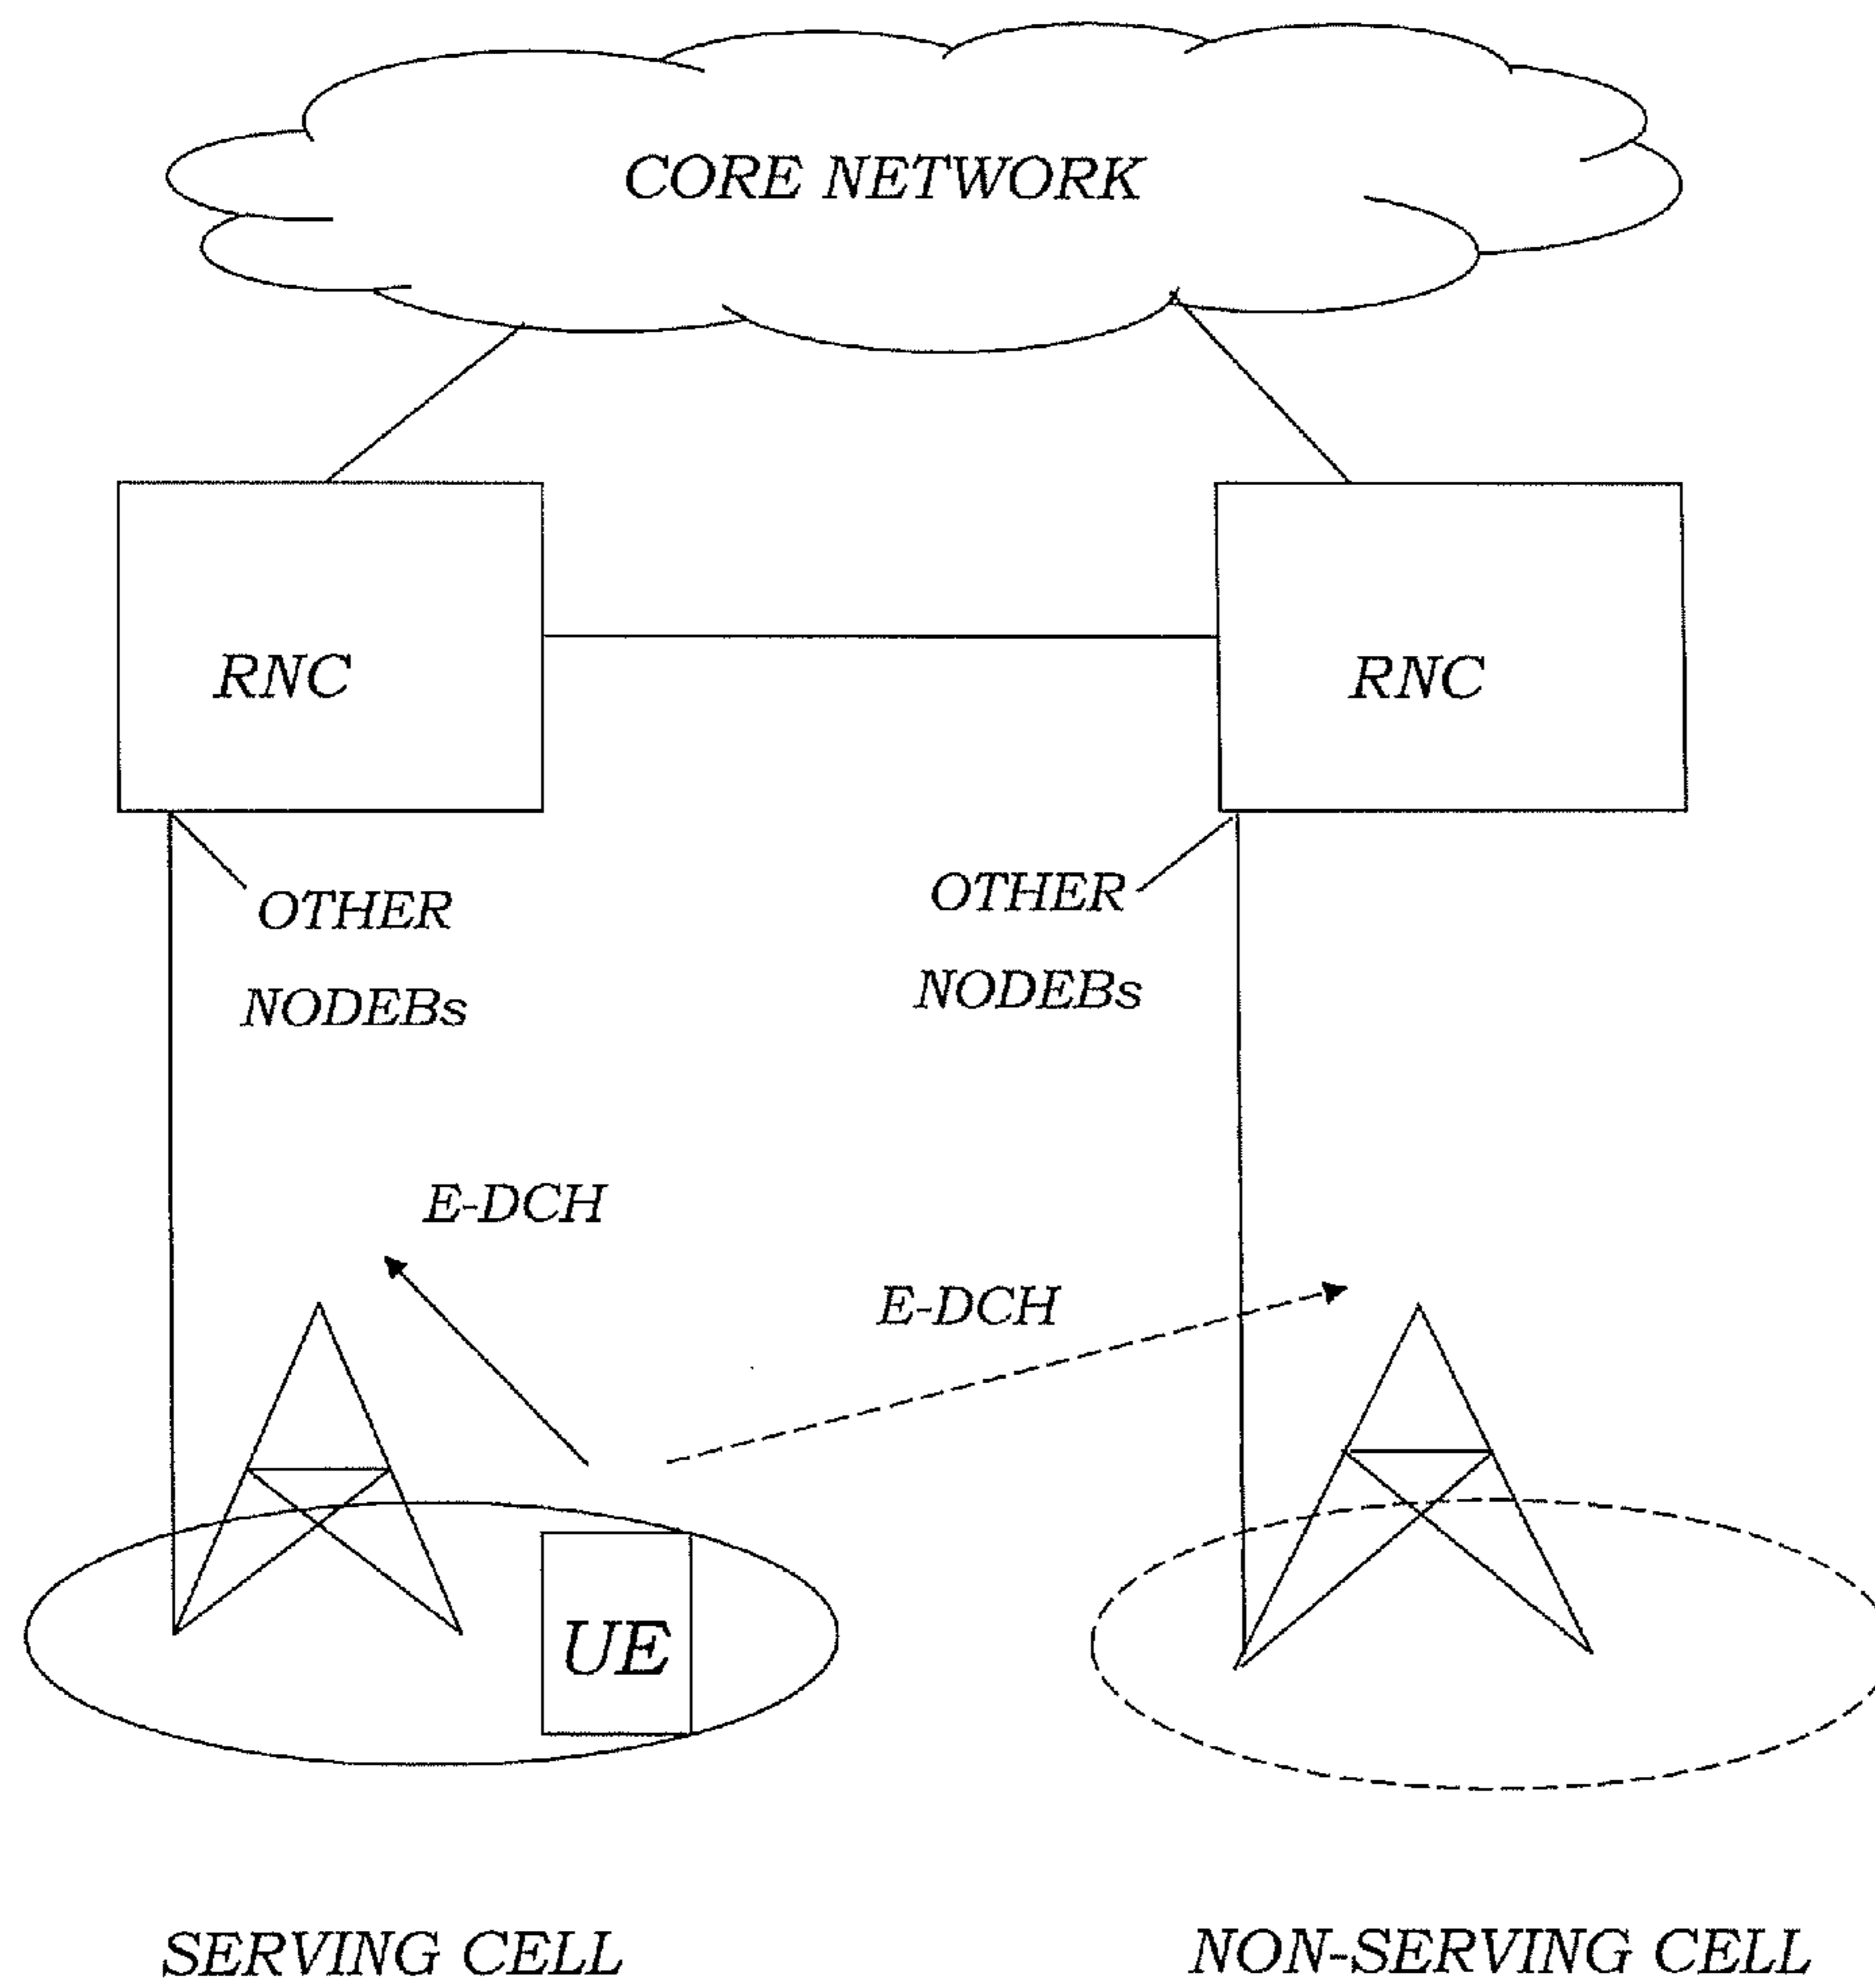 CORE NETWORK
RNC
RNC
OTHER
NODEBs
OTHER
NODEBs
E-DCH
E-DCH
UE
SERVING CELL
NON-SERVING CELL